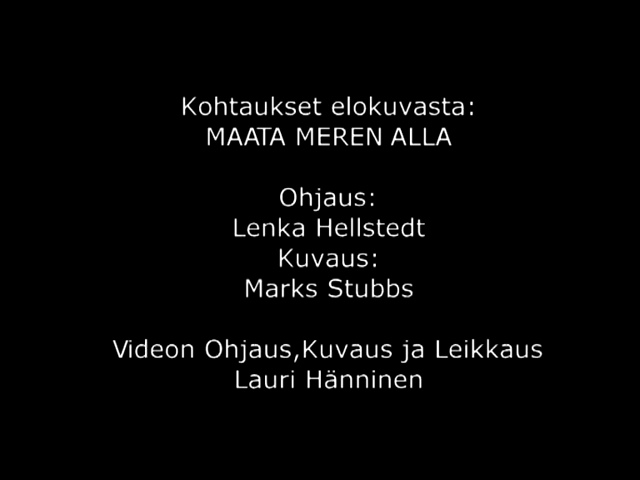 Kohtaukset elokuvasta:
MAATA MEREN ALLA
Ohjaus:
Lenka Hellstedt
Kuvaus:
Marks Stubbs
Videon Ohjaus,Kuvaus ja Leikkaus
Lauri Hänninen